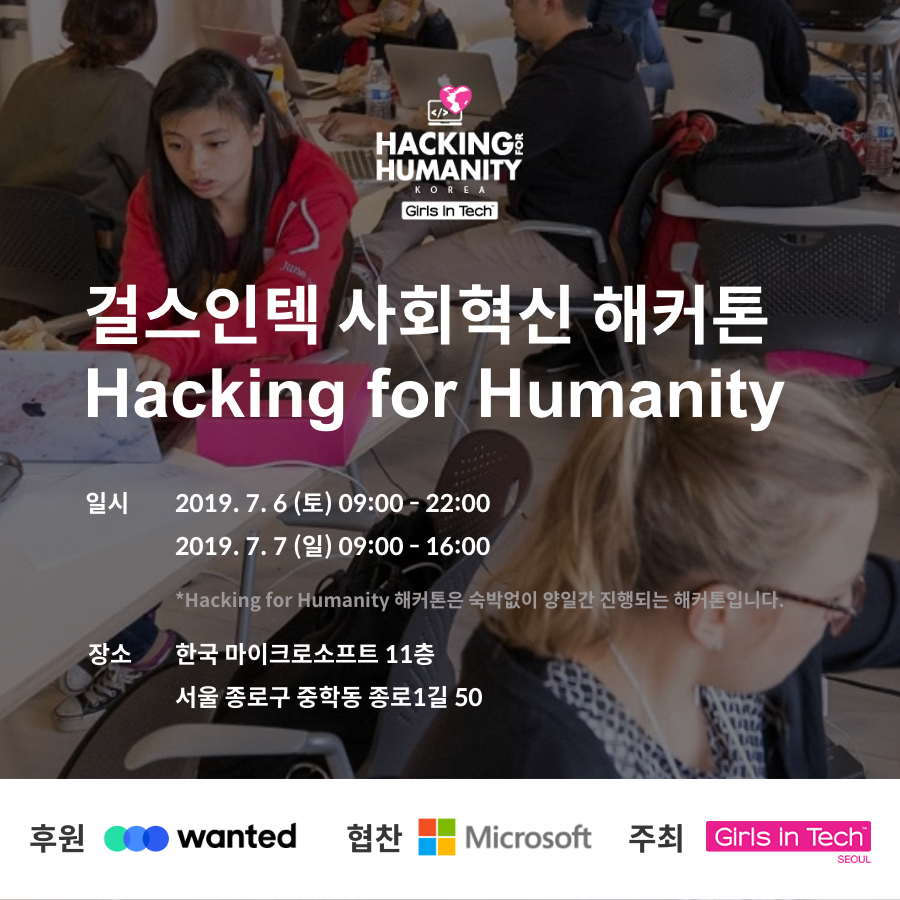 </>
HACKING FOR
HUMANITY
KOREA
Girls in Tech™
걸스인텍 사회혁신 해커톤
Hacking for Humanity
일시 2019. 7. 6 (토) 09:00 - 22:00
2019. 7. 7 (일) 09:00 - 16:00
*Hacking for Humanity 해커톤은 숙박없이 양일간 진행되는 해커톤입니다.
장소 한국 마이크로소프트 11층
서울 종로구 중학동 종로1길 50
후원 wanted 협찬 Microsoft 주최 Girls in Tech™
SEOUL